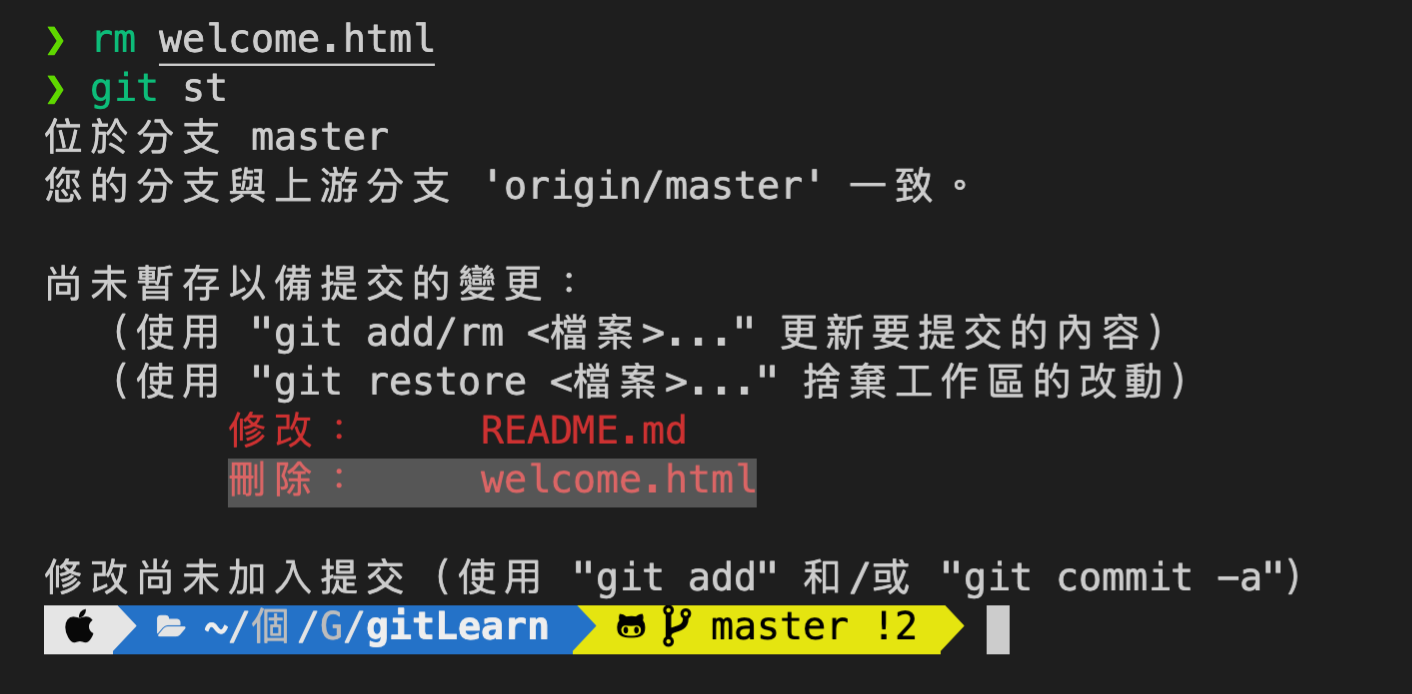 ❯ rm welcome.html
❯ git st
位於分支 master
您的分支與上游分支 'origin/master' 一致。
尚未暫存以備提交的變更：
（使用 "git add/rm <檔案>..." 更新要提交的內容）
（使用 "git restore <檔案>..." 捨棄工作區的改動）
修改： README.md
刪除： welcome.html
修改尚未加入提交（使用 "git add" 和/或 "git commit -a"）
~/個/G/gitLearn master !2